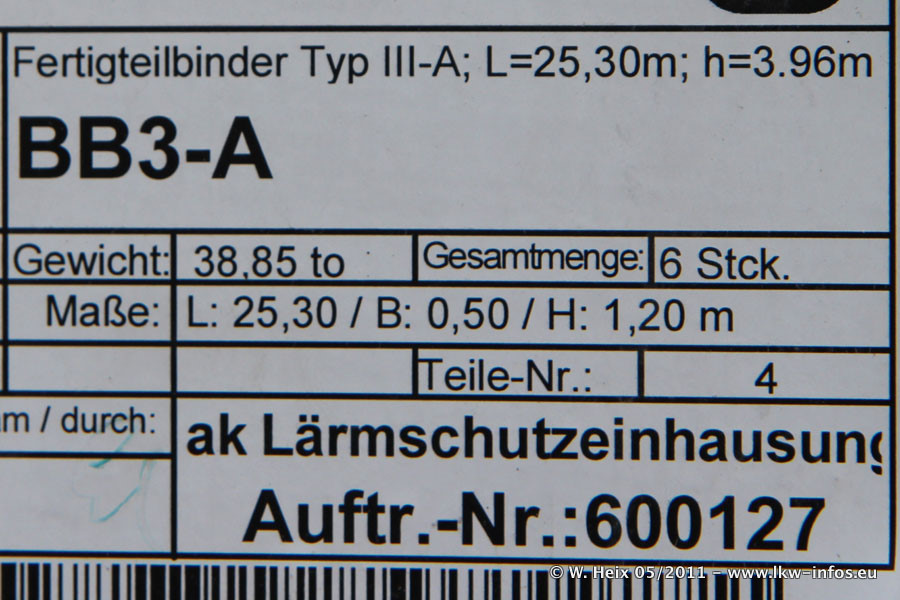 Fertigteilbinder Typ III-A; L=25,30m; h=3.96m
BB3-A
Gewicht: 38,85 to Gesamtmenge: 6 Stck.
Maße: L: 25,30 / B: 0,50 / H: 1,20 m
Teile-Nr.: 4
m / durch: ak Lärmschutzeinhausung
Auftr.-Nr.:600127
© W. Heix 05/2011 - www.lkw-infos.eu